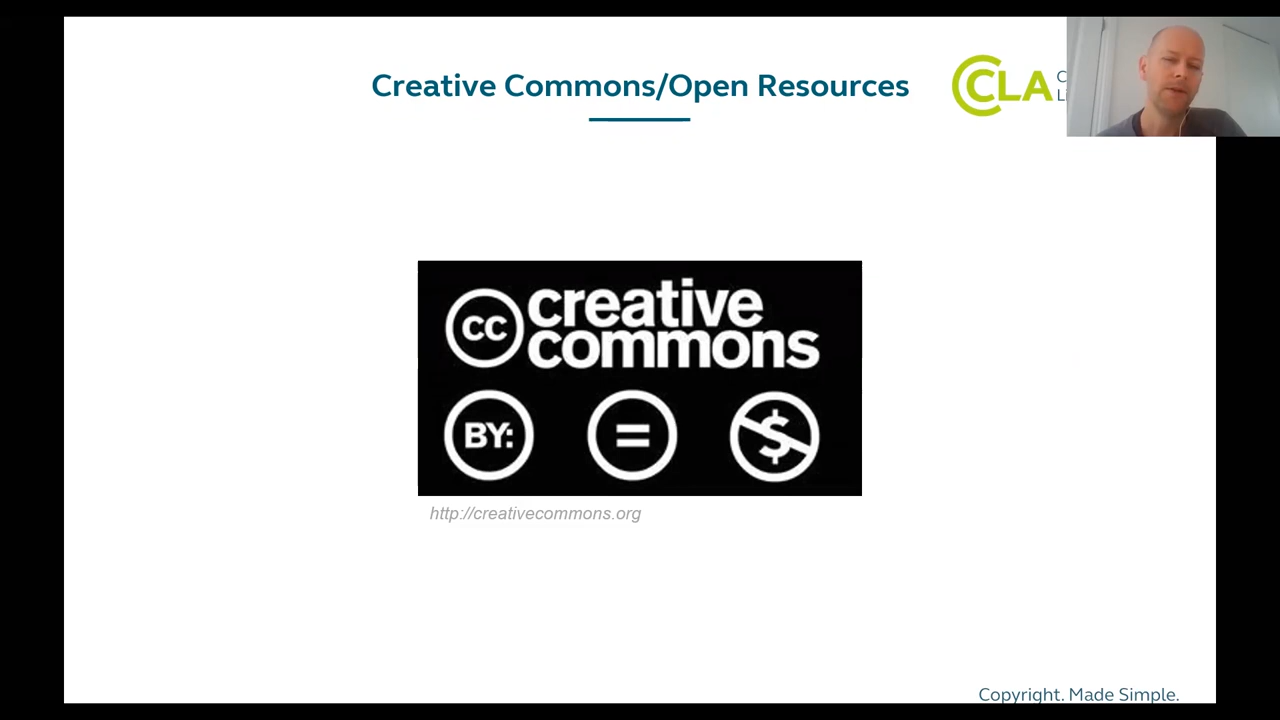 Creative Commons/Open Resources
CLA
cc creative
commons
BY: = $
http://creativecommons.org
Copyright. Made Simple.